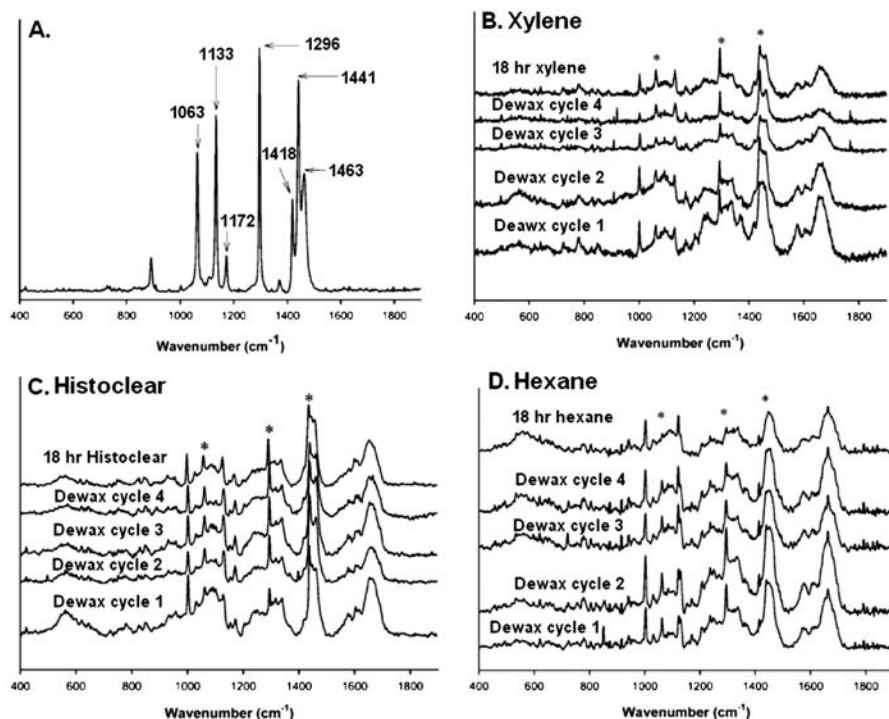 A.
1133
1296
1441
1063
1418
1463
1172
400 600 800 1000 1200 1400 1600 1800
Wavenumber (cm⁻¹)
B. Xylene
* * *
18 hr xylene
Dewax cycle 4
Dewax cycle 3
Dewax cycle 2
Deawx cycle 1
400 600 800 1000 1200 1400 1600 1800
Wavenumber (cm⁻¹)
C. Histoclear
* * *
18 hr Histoclear
Dewax cycle 4
Dewax cycle 3
Dewax cycle 2
Dewax cycle 1
400 600 800 1000 1200 1400 1600 1800
Wavenumber (cm⁻¹)
D. Hexane
* * *
18 hr hexane
Dewax cycle 4
Dewax cycle 3
Dewax cycle 2
Dewax cycle 1
400 600 800 1000 1200 1400 1600 1800
Wavenumber (cm⁻¹)